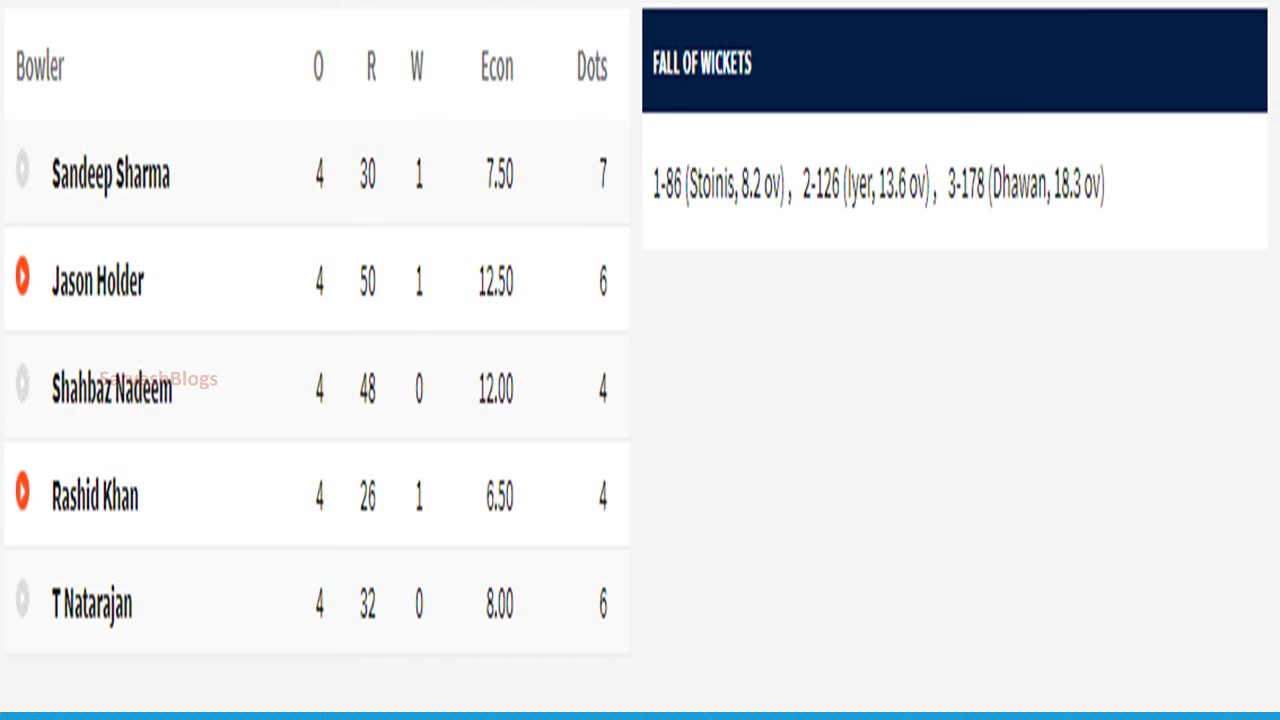 Bowler O R W Econ Dots
Sandeep Sharma 4 30 1 7.50 7
Jason Holder 4 50 1 12.50 6
Shahbaz Nadeem 4 48 0 12.00 4
Rashid Khan 4 26 1 6.50 4
T Natarajan 4 32 0 8.00 6
FALL OF WICKETS
1-86 (Stoinis, 8.2 ov) , 2-126 (Iyer, 13.6 ov) , 3-178 (Dhawan, 18.3 ov)